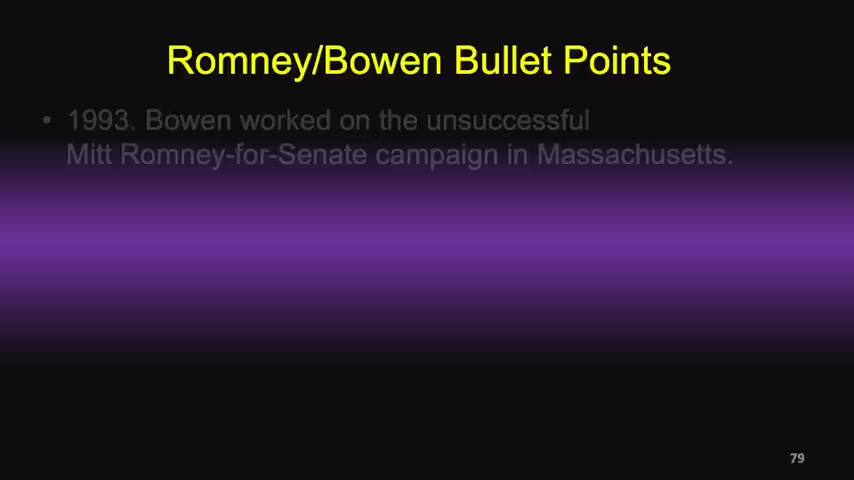 Romney/Bowen Bullet Points
• 1993. Bowen worked on the unsuccessful
Mitt Romney-for-Senate campaign in Massachusetts.
79